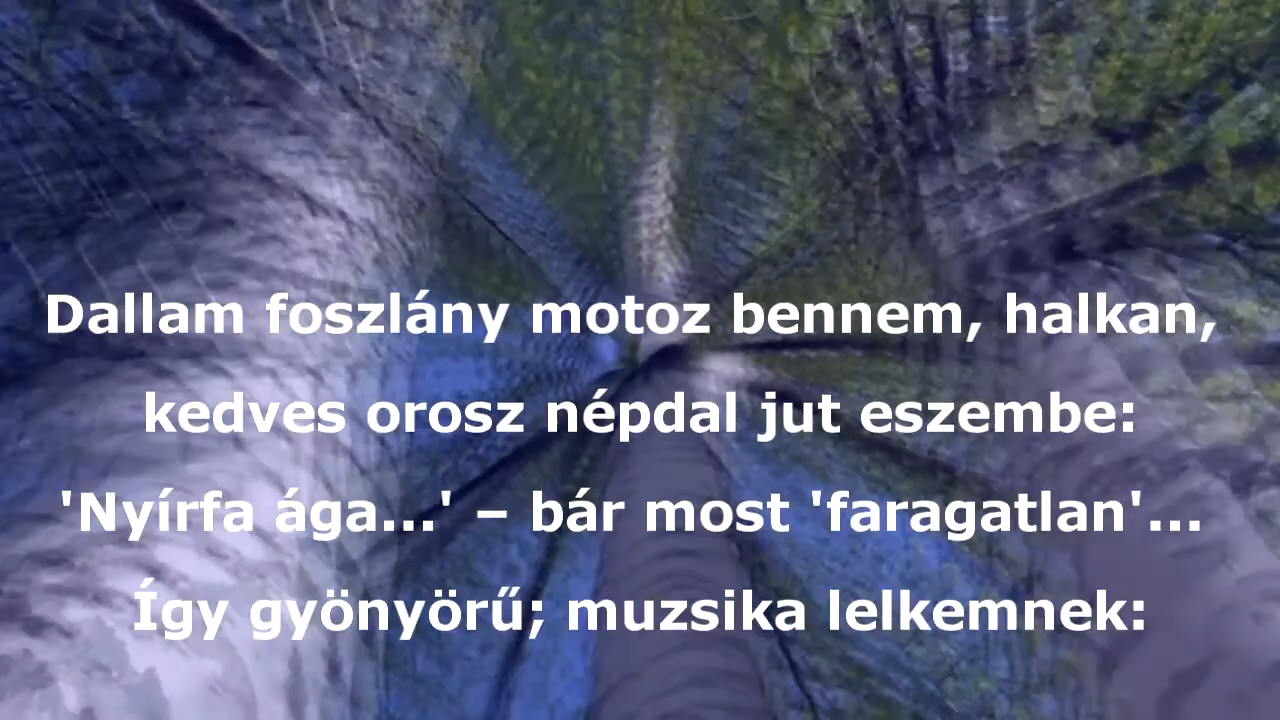 Dallam foszlány motoz bennem, halkan,
kedves orosz népdal jut eszembe:
'Nyírfa ága...' – bár most 'faragatlan'...
Így gyönyörű; muzsika lelkemnek: